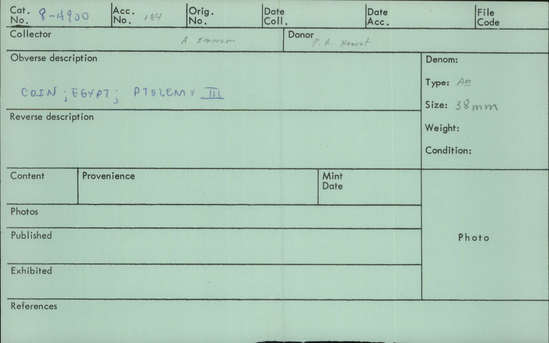 Cat. No. 8-4900 Acc. No. 104 Orig. No. Date Coll. Date Acc. File Code
Collector Donor P. A. Hearst
Obverse description
COIN; EGYPT; PTOLEMY III
Denom:
Type: AE
Size: 38mm
Reverse description
Weight:
Condition:
Content Provenience Mint Date
Photos
Photo
Published
Exhibited
References